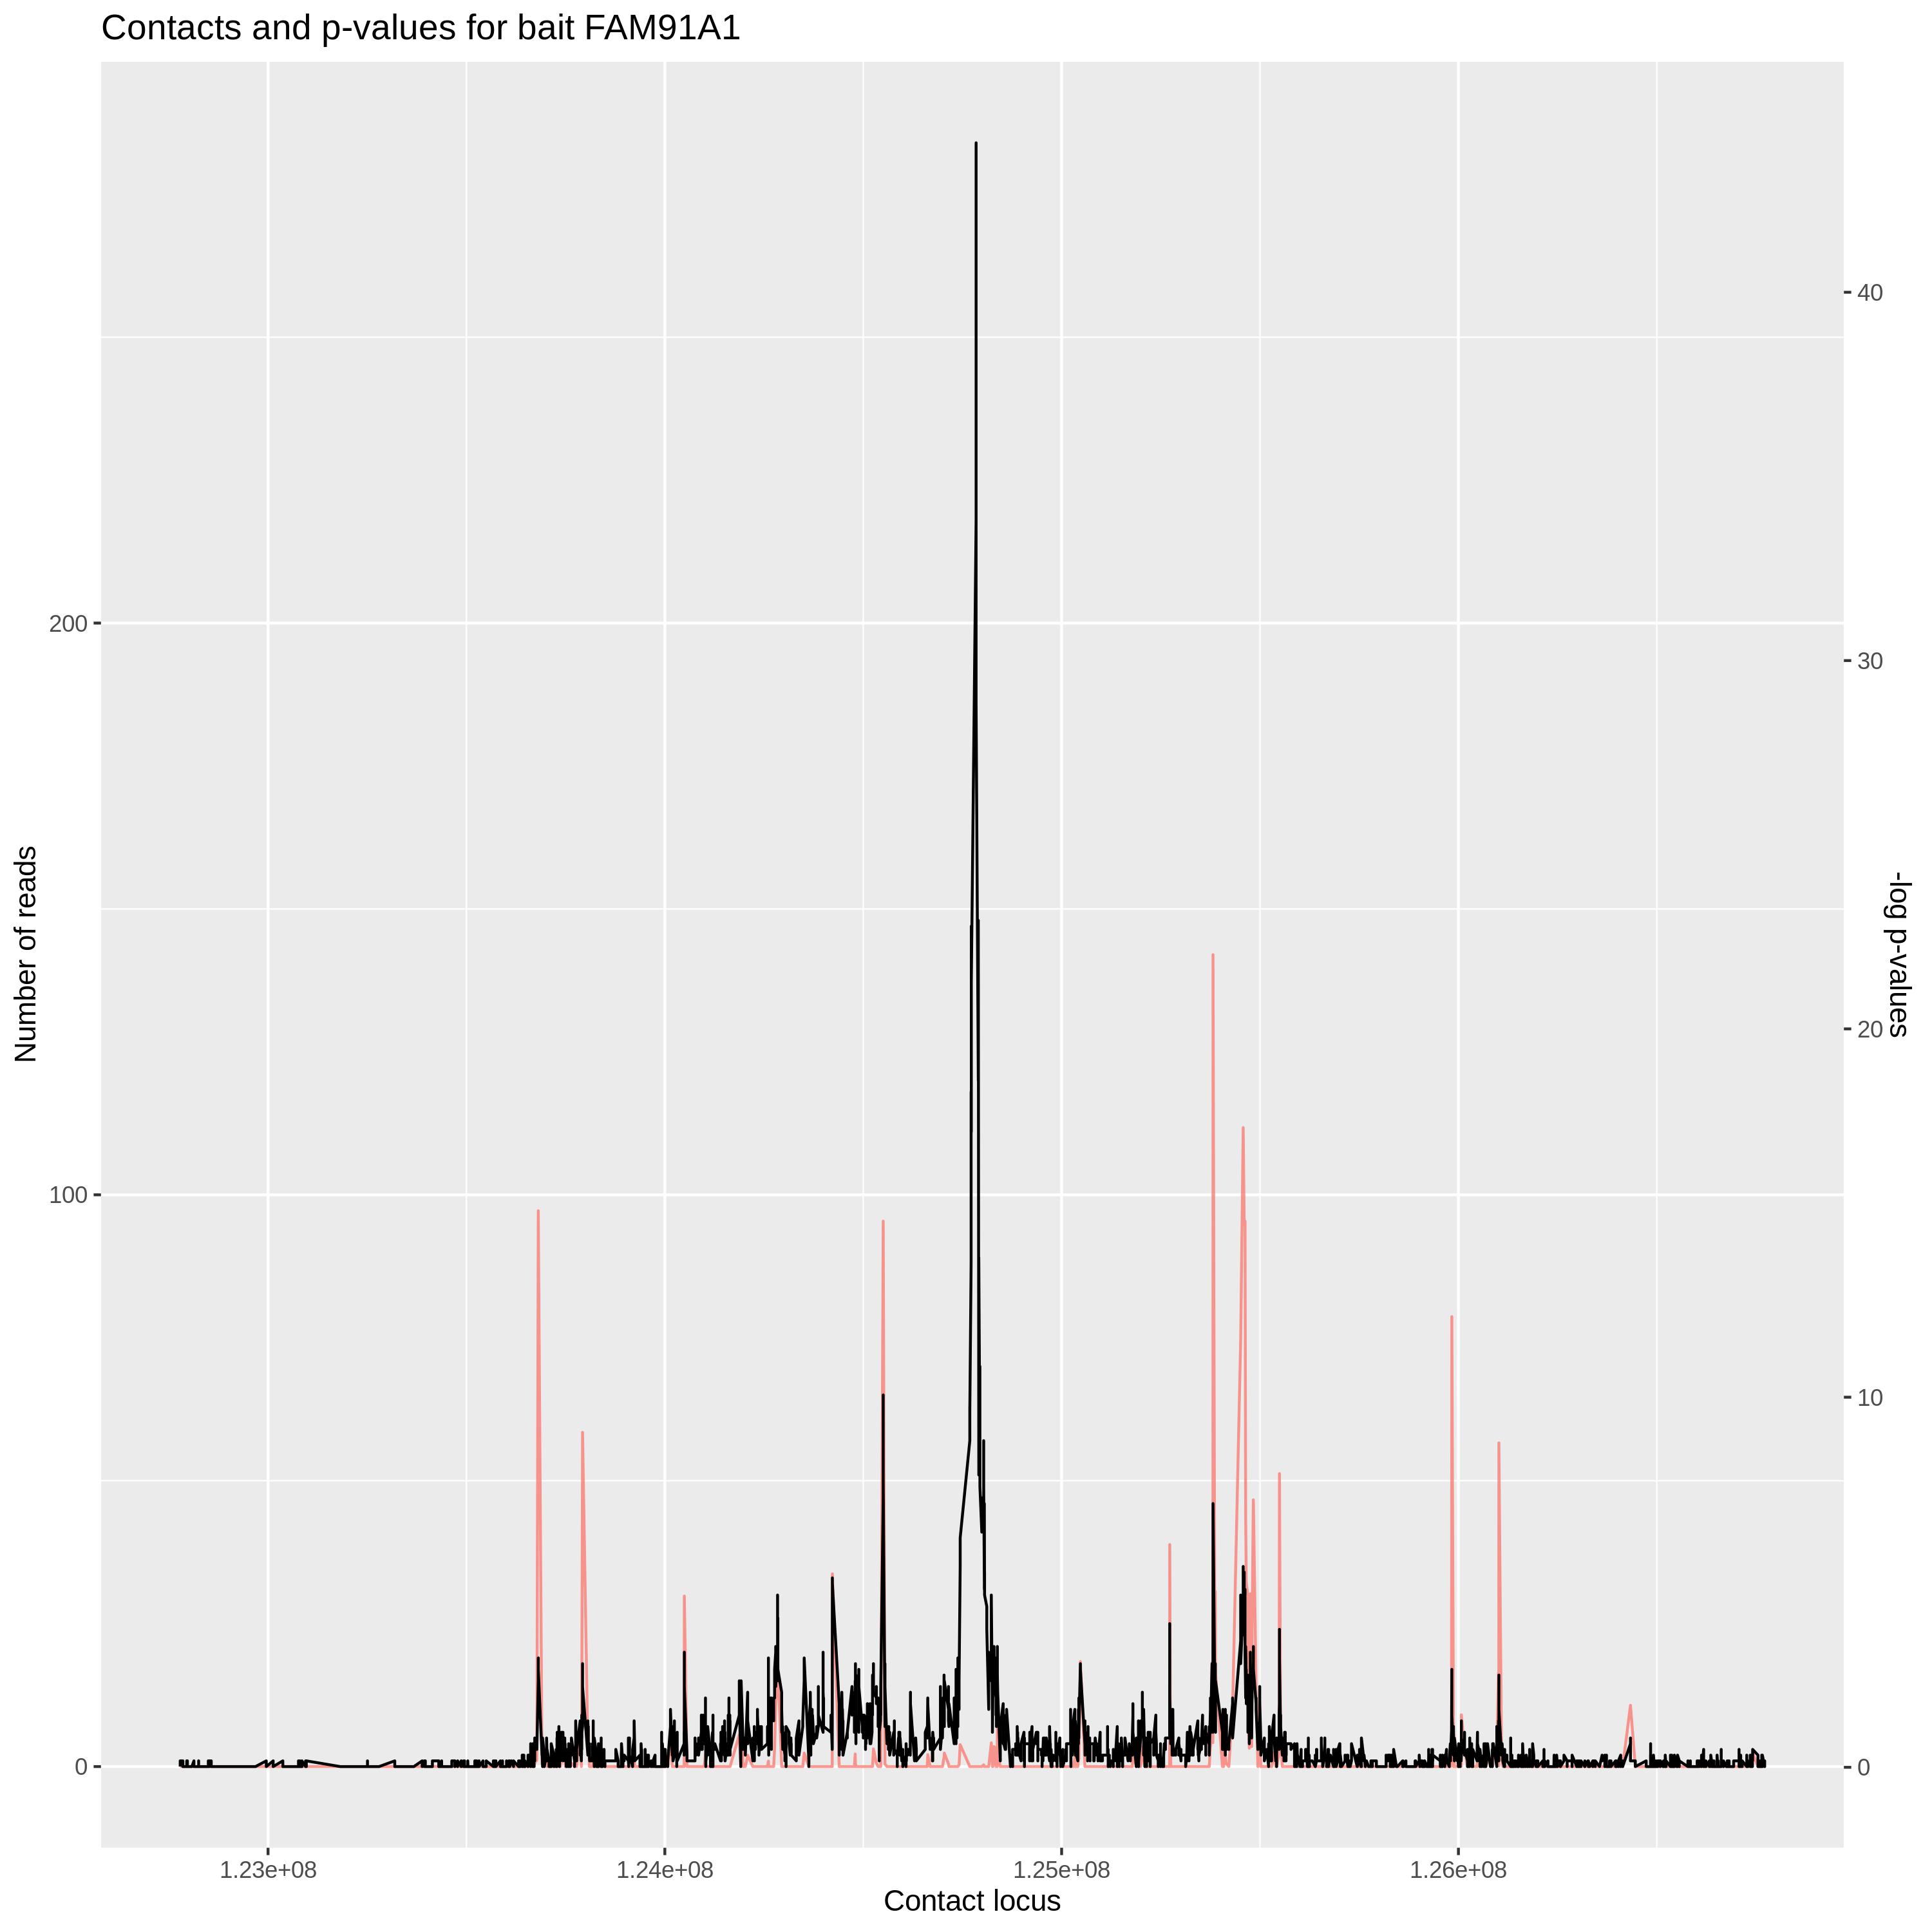 Contacts and p-values for bait FAM91A1
Number of reads
200
100
0
40
30
20
10
0
-log p-values
1.23e+08
1.24e+08
1.25e+08
1.26e+08
Contact locus